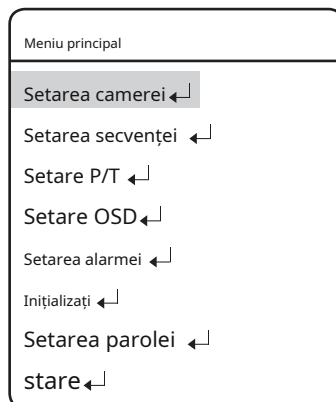 Meniu principal
Setarea camerei
Setarea secvenței
Setare P/T
Setare OSD
Setarea alarmei
Inițializați
Setarea parolei
stare